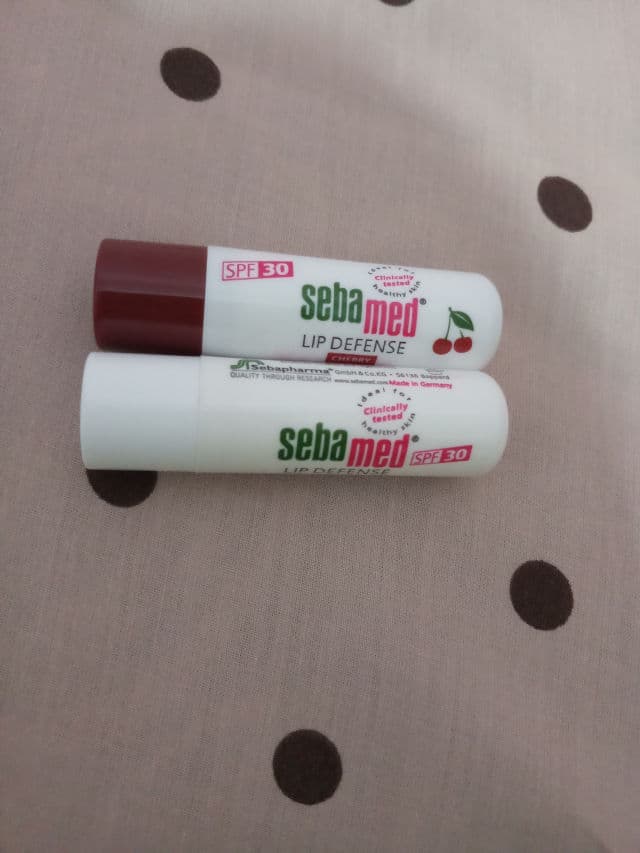 SPF 30
ideal for
Clinically
tested
healthy skin
sebamed®
LIP DEFENSE
CHERRY
Sebapharma GmbH & Co.KG · 56136 Boppard
QUALITY THROUGH RESEARCH www.sebamed.com Made in Germany
ideal for
Clinically
tested
healthy skin
sebamed® SPF 30
LIP DEFENSE